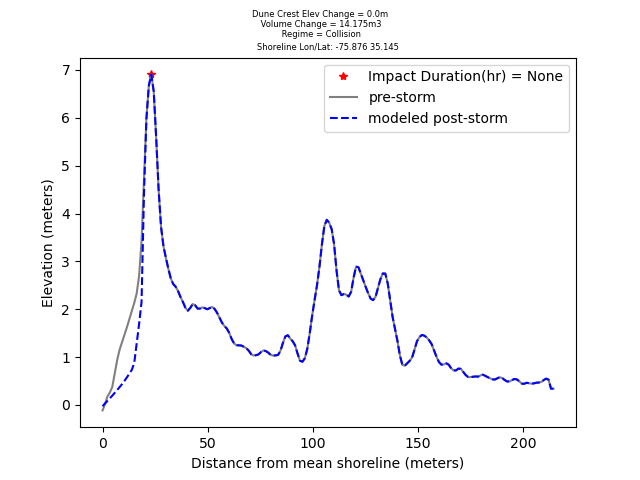 Dune Crest Elev Change = 0.0m
Volume Change = 14.175m3
Regime = Collision
Shoreline Lon/Lat: -75.876 35.145
Impact Duration(hr) = None
pre-storm
modeled post-storm
7
6
5
4
3
2
1
0
Elevation (meters)
0 50 100 150 200
Distance from mean shoreline (meters)